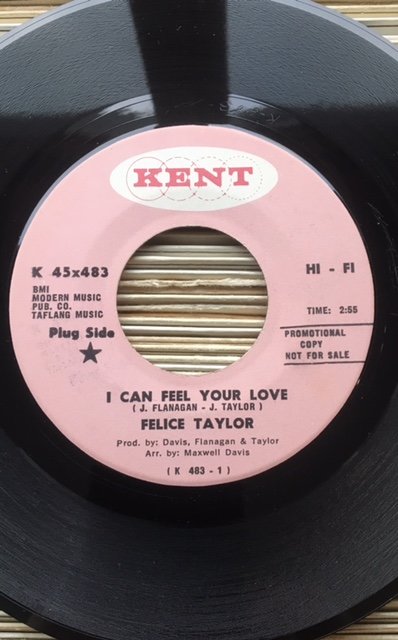 KENT
K 45x483
HI - FI
BMI
MODERN MUSIC
PUB. CO.
TAFLANG MUSIC
TIME: 2:55
Plug Side
★
PROMOTIONAL
COPY
NOT FOR SALE
I CAN FEEL YOUR LOVE
( J. FLANAGAN - J. TAYLOR )
FELICE TAYLOR
Prod. by: Davis, Flanagan & Taylor
Arr. by: Maxwell Davis
( K 483 - 1 )